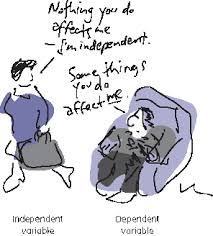 Nothing you do
affects me
– I'm independent.
Some things
you do
affect me.
Independent
variable
Dependent
variable